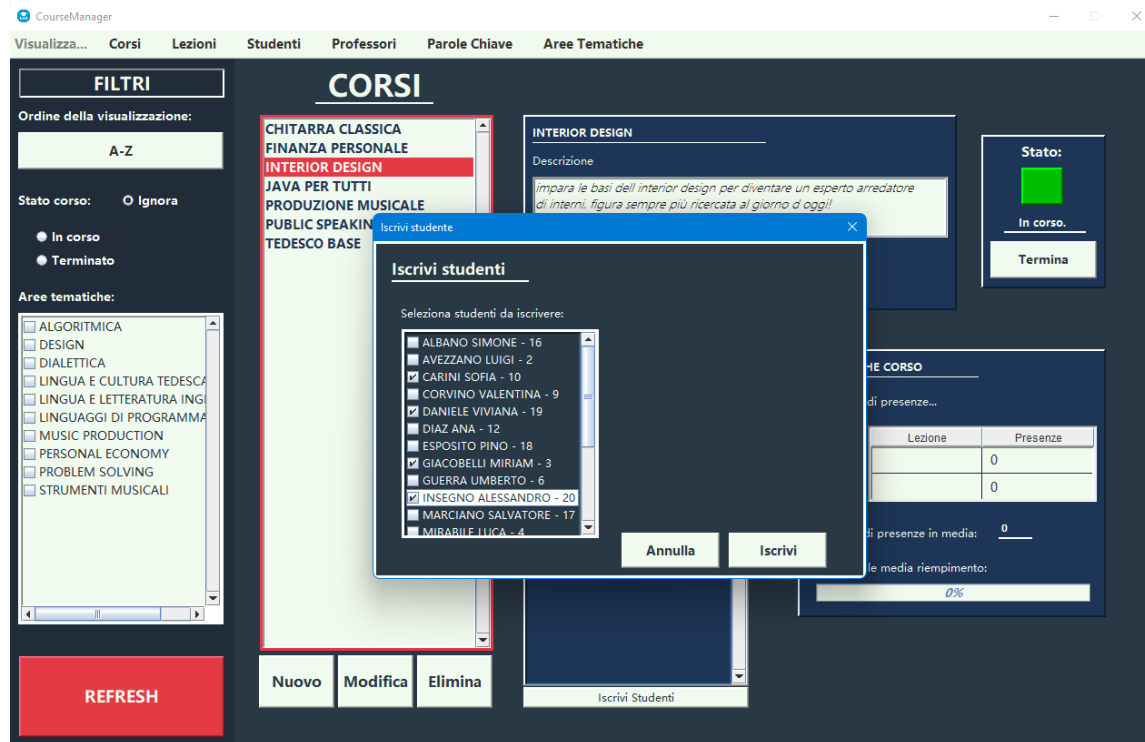 CourseManager
Visualizza... Corsi Lezioni Studenti Professori Parole Chiave Aree Tematiche
FILTRI
Ordine della visualizzazione:
A-Z
Stato corso: Ignora
In corso
Terminato
Aree tematiche:
ALGORITMICA
DESIGN
DIALETTICA
LINGUA E CULTURA TEDESCA
LINGUA E LETTERATURA INGI
LINGUAGGI DI PROGRAMMA
MUSIC PRODUCTION
PERSONAL ECONOMY
PROBLEM SOLVING
STRUMENTI MUSICALI
REFRESH
CORSI
CHITARRA CLASSICA
FINANZA PERSONALE
INTERIOR DESIGN
JAVA PER TUTTI
PRODUZIONE MUSICALE
PUBLIC SPEAKIN
TEDESCO BASE
Nuovo Modifica Elimina
INTERIOR DESIGN
Descrizione
impara le basi dell interior design per diventare un esperto arredatore
di interni, figura sempre più ricercata al giorno d oggi!
Stato:
In corso.
Termina
Iscrivi studente
Iscrivi studenti
Seleziona studenti da iscrivere:
ALBANO SIMONE - 16
AVEZZANO LUIGI - 2
CARINI SOFIA - 10
CORVINO VALENTINA - 9
DANIELE VIVIANA - 19
DIAZ ANA - 12
ESPOSITO PINO - 18
GIACOBELLI MIRIAM - 3
GUERRA UMBERTO - 6
INSEGNO ALESSANDRO - 20
MARCIANO SALVATORE - 17
MIRABILE LUCA - 4
Annulla Iscrivi
HE CORSO
di presenze...
Lezione Presenze
0
0
di presenze in media: 0
le media riempimento:
0%
Iscrivi Studenti